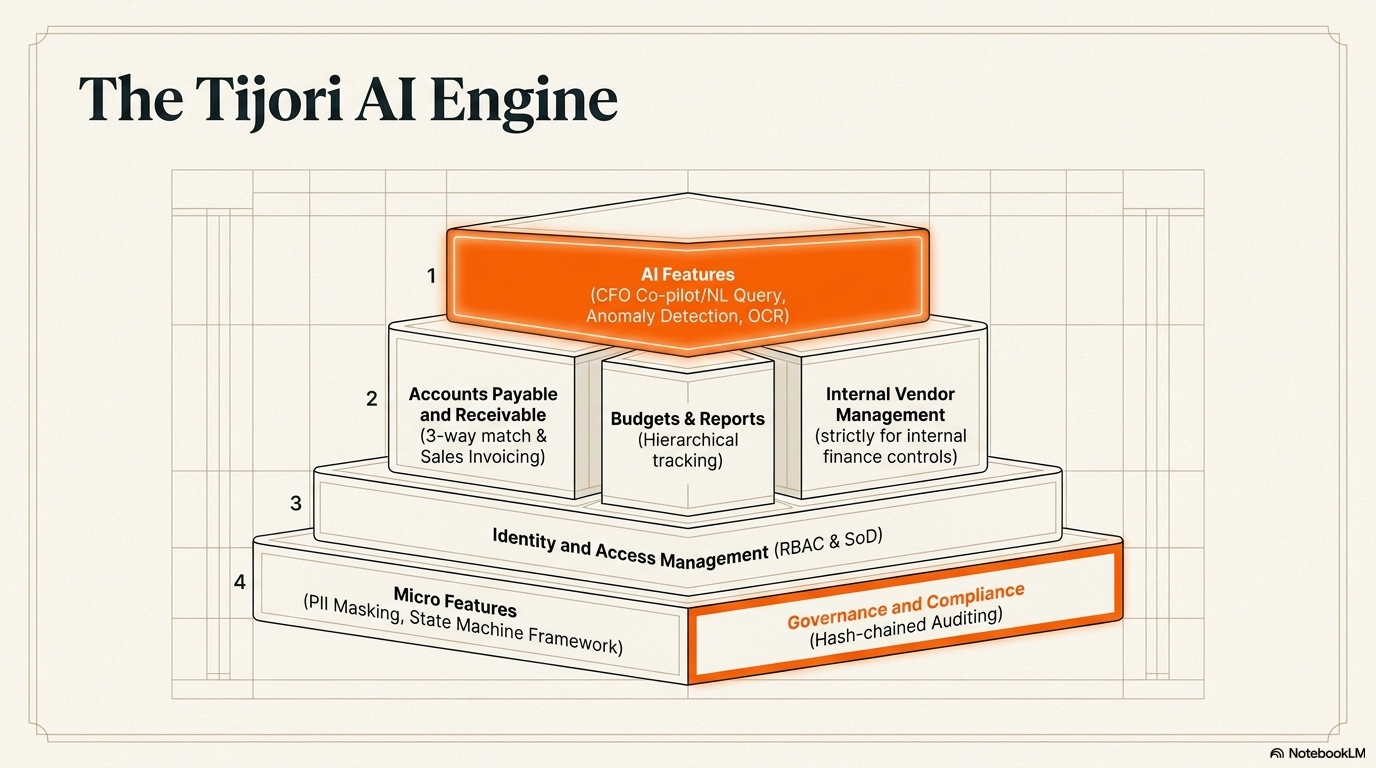 The Tijori AI Engine
1
AI Features
(CFO Co-pilot/NL Query,
Anomaly Detection, OCR)
2
Accounts Payable
and Receivable
(3-way match &
Sales Invoicing)
Budgets & Reports
(Hierarchical
tracking)
Internal Vendor
Management
(strictly for internal
finance controls)
3
Identity and Access Management (RBAC & SoD)
4
Micro Features
(PII Masking, State Machine Framework)
Governance and Compliance
(Hash-chained Auditing)
NotebookLM